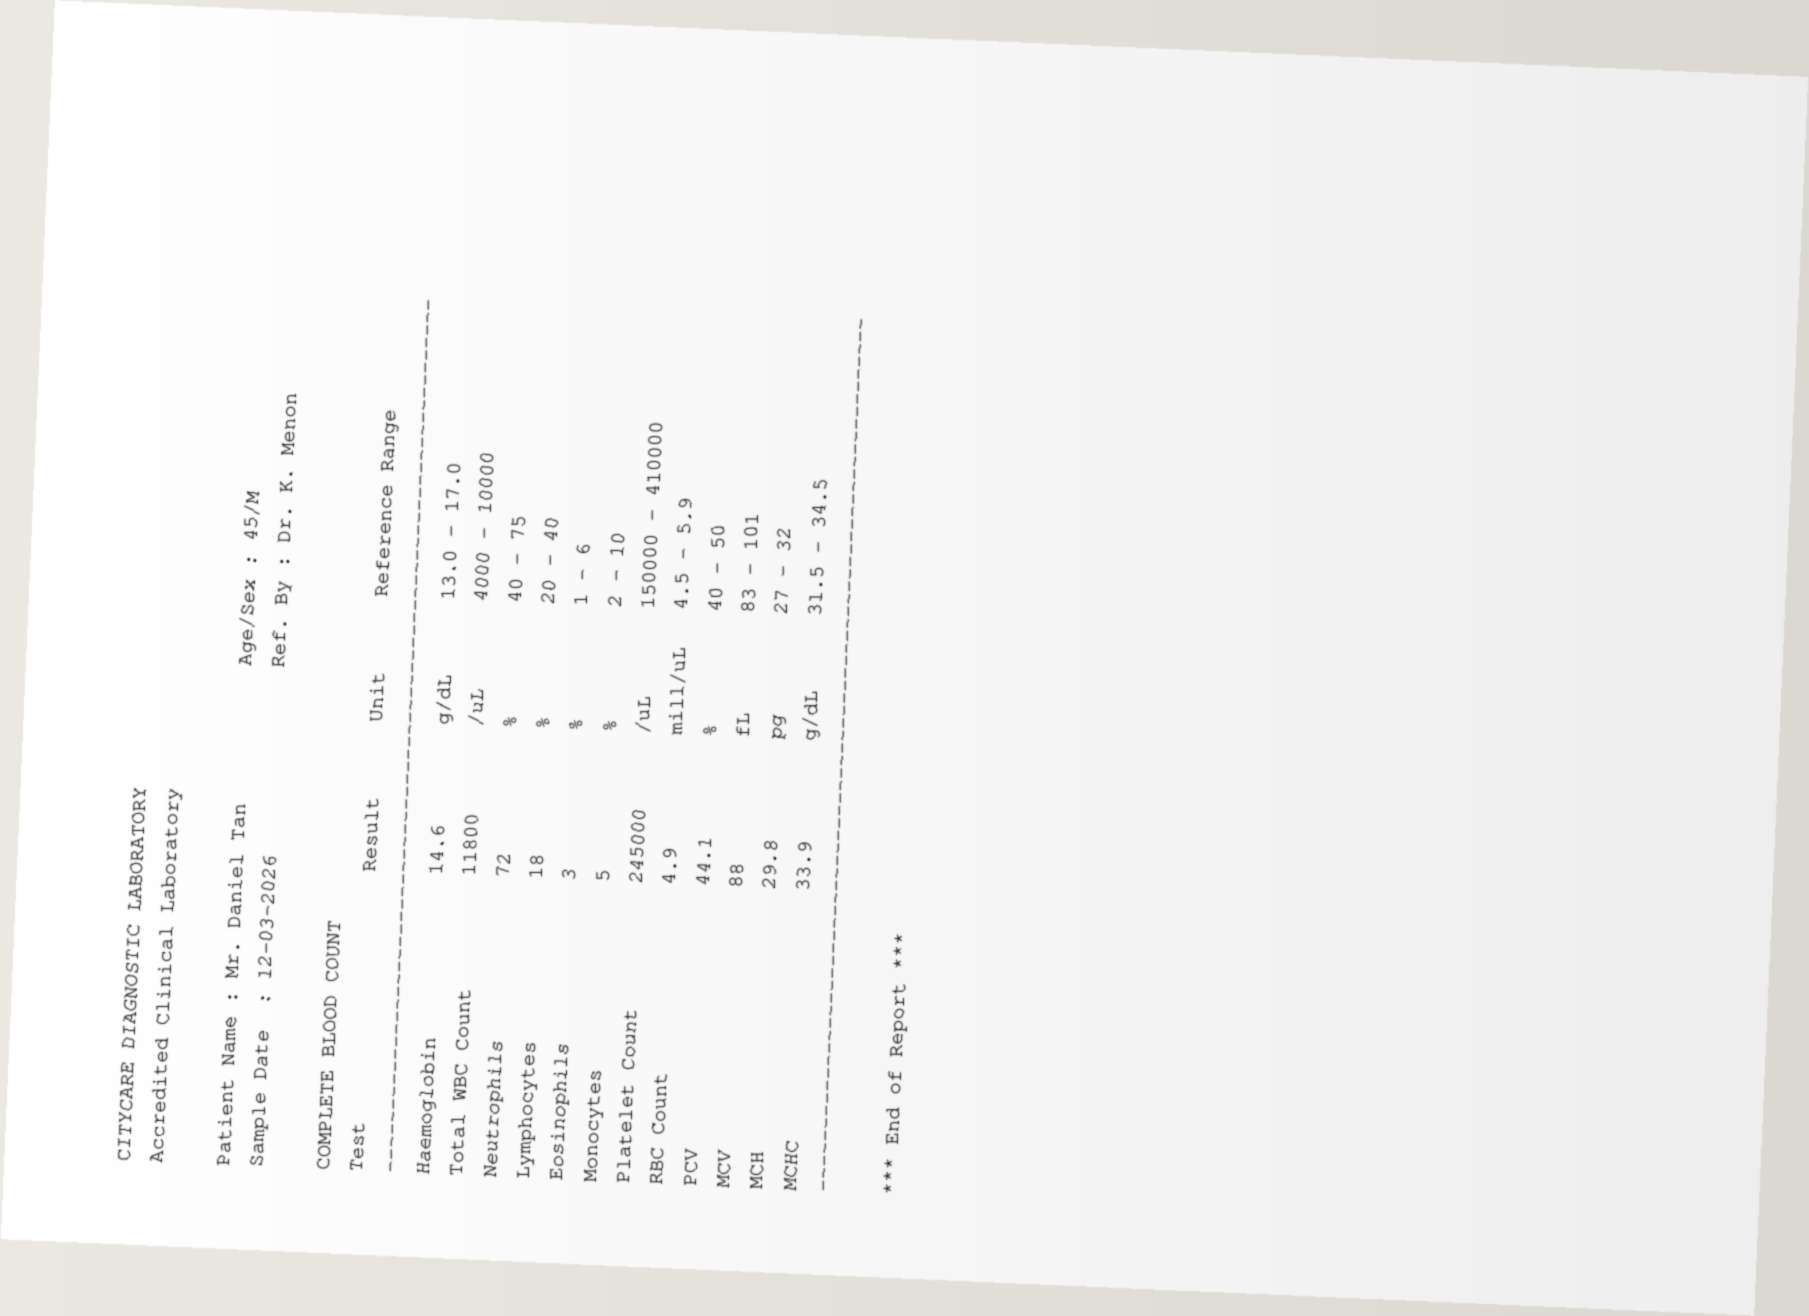 CITYCARE DIAGNOSTIC LABORATORY
Accredited Clinical Laboratory
Patient Name : Mr. Daniel Tan Age/Sex : 45/M
Sample Date : 12-03-2026 Ref. By : Dr. K. Menon
COMPLETE BLOOD COUNT
Test Result Unit Reference Range
----------------------------------------------------------------------
Haemoglobin 14.6 g/dL 13.0 - 17.0
Total WBC Count 11800 /uL 4000 - 10000
Neutrophils 72 % 40 - 75
Lymphocytes 18 % 20 - 40
Eosinophils 3 % 1 - 6
Monocytes 5 % 2 - 10
Platelet Count 245000 /uL 150000 - 410000
RBC Count 4.9 mill/uL 4.5 - 5.9
PCV 44.1 % 40 - 50
MCV 88 fL 83 - 101
MCH 29.8 pg 27 - 32
MCHC 33.9 g/dL 31.5 - 34.5
----------------------------------------------------------------------
*** End of Report ***